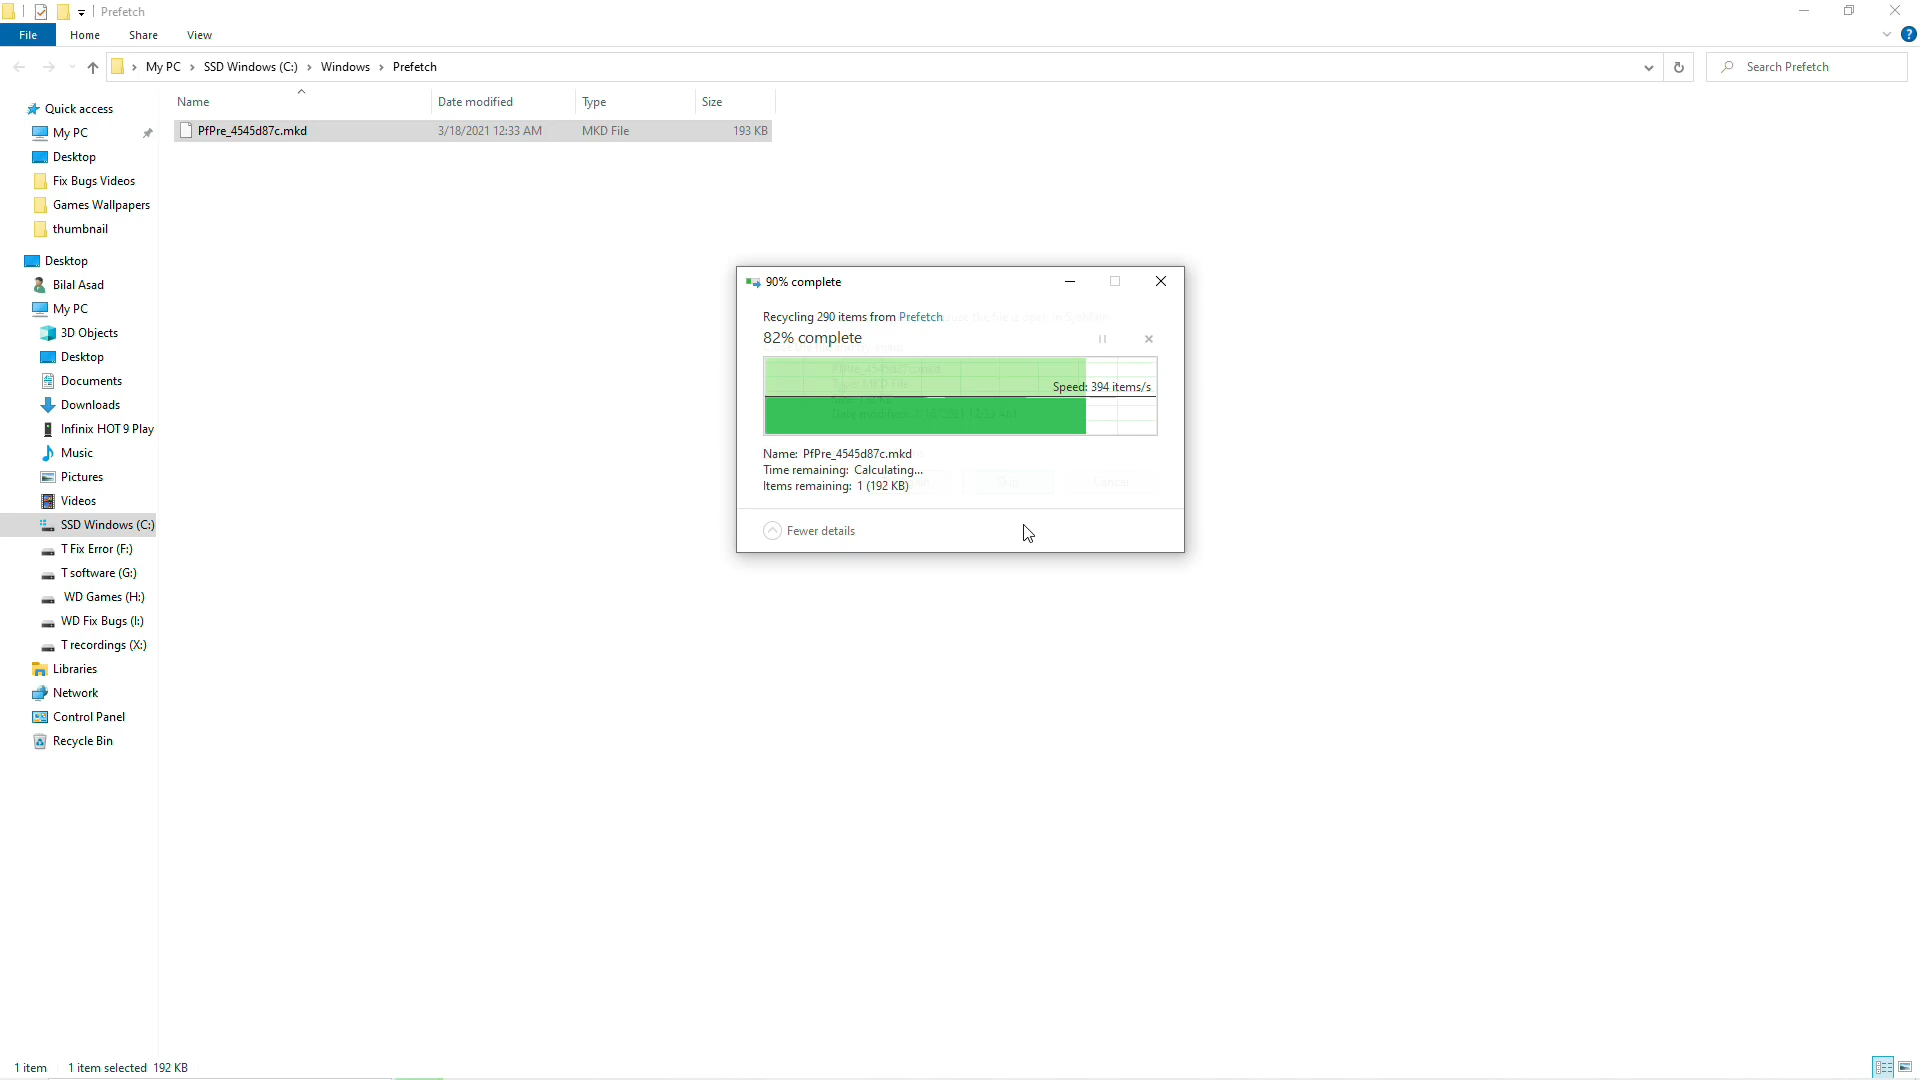 Prefetch
File Home Share View
My PC > SSD Windows (C:) > Windows > Prefetch
Search Prefetch
Name Date modified Type Size
PfPre_4545d87c.mkd 3/18/2021 12:33 AM MKD File 193 KB
Quick access
My PC
Desktop
Fix Bugs Videos
Games Wallpapers
thumbnail
Desktop
Bilal Asad
My PC
3D Objects
Desktop
Documents
Downloads
Infinix HOT 9 Play
Music
Pictures
Videos
SSD Windows (C:)
T Fix Error (F:)
T software (G:)
WD Games (H:)
WD Fix Bugs (I:)
T recordings (X:)
Libraries
Network
Control Panel
Recycle Bin
90% complete
Recycling 290 items from Prefetch
82% complete
Speed: 394 items/s
Name: PfPre_4545d87c.mkd
Time remaining: Calculating...
Items remaining: 1 (192 KB)
Fewer details
1 item 1 item selected 192 KB